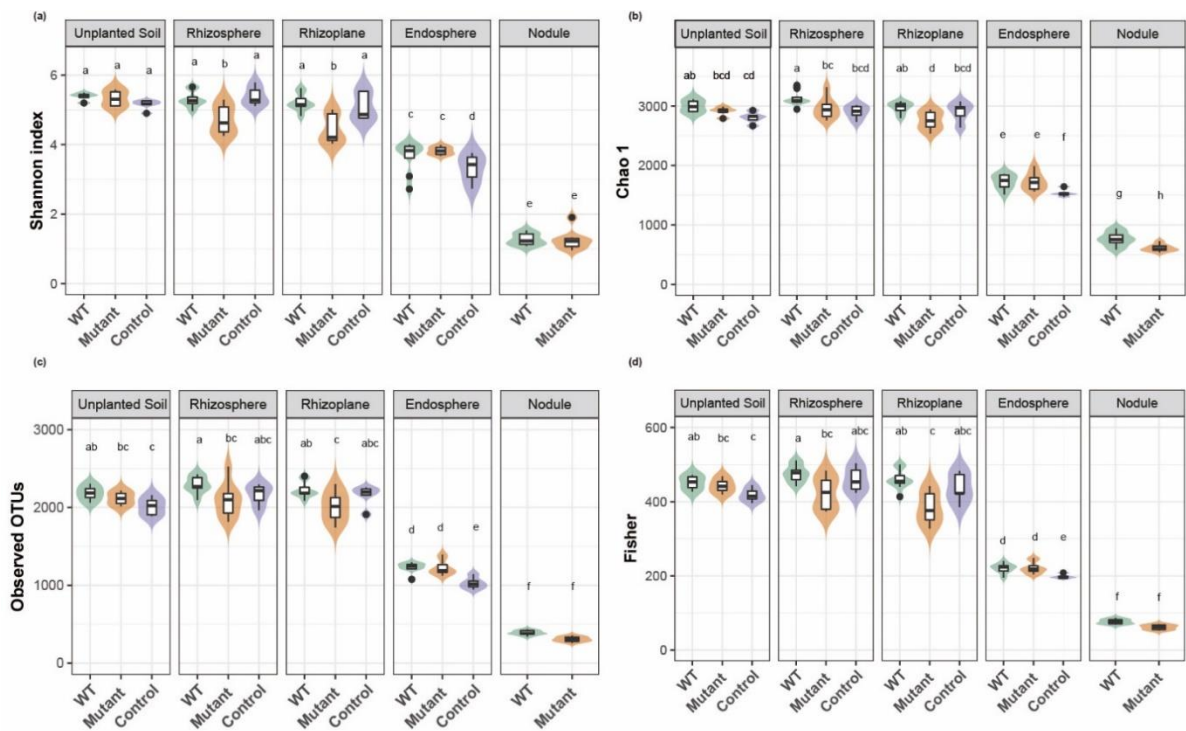 (a)
Unplanted Soil Rhizosphere Rhizoplane Endosphere Nodule
a a a a b a a b a c c d e e
6
4
2
0
Shannon index
WT Mutant Control WT Mutant Control WT Mutant Control WT Mutant Control WT Mutant
(b)
Unplanted Soil Rhizosphere Rhizoplane Endosphere Nodule
ab bcd cd a bc bcd ab d bcd e e f g h
3000
2000
1000
0
Chao 1
WT Mutant Control WT Mutant Control WT Mutant Control WT Mutant Control WT Mutant
(c)
Unplanted Soil Rhizosphere Rhizoplane Endosphere Nodule
ab bc c a bc abc ab c abc d d e f f
3000
2000
1000
0
Observed OTUs
WT Mutant Control WT Mutant Control WT Mutant Control WT Mutant Control WT Mutant
(d)
Unplanted Soil Rhizosphere Rhizoplane Endosphere Nodule
ab bc c a bc abc ab c abc d d e f f
600
400
200
0
Fisher
WT Mutant Control WT Mutant Control WT Mutant Control WT Mutant Control WT Mutant